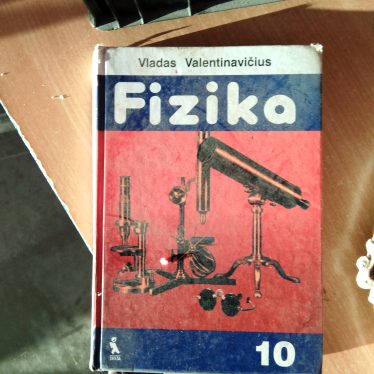 Vladas Valentinavičius
Fizika
10